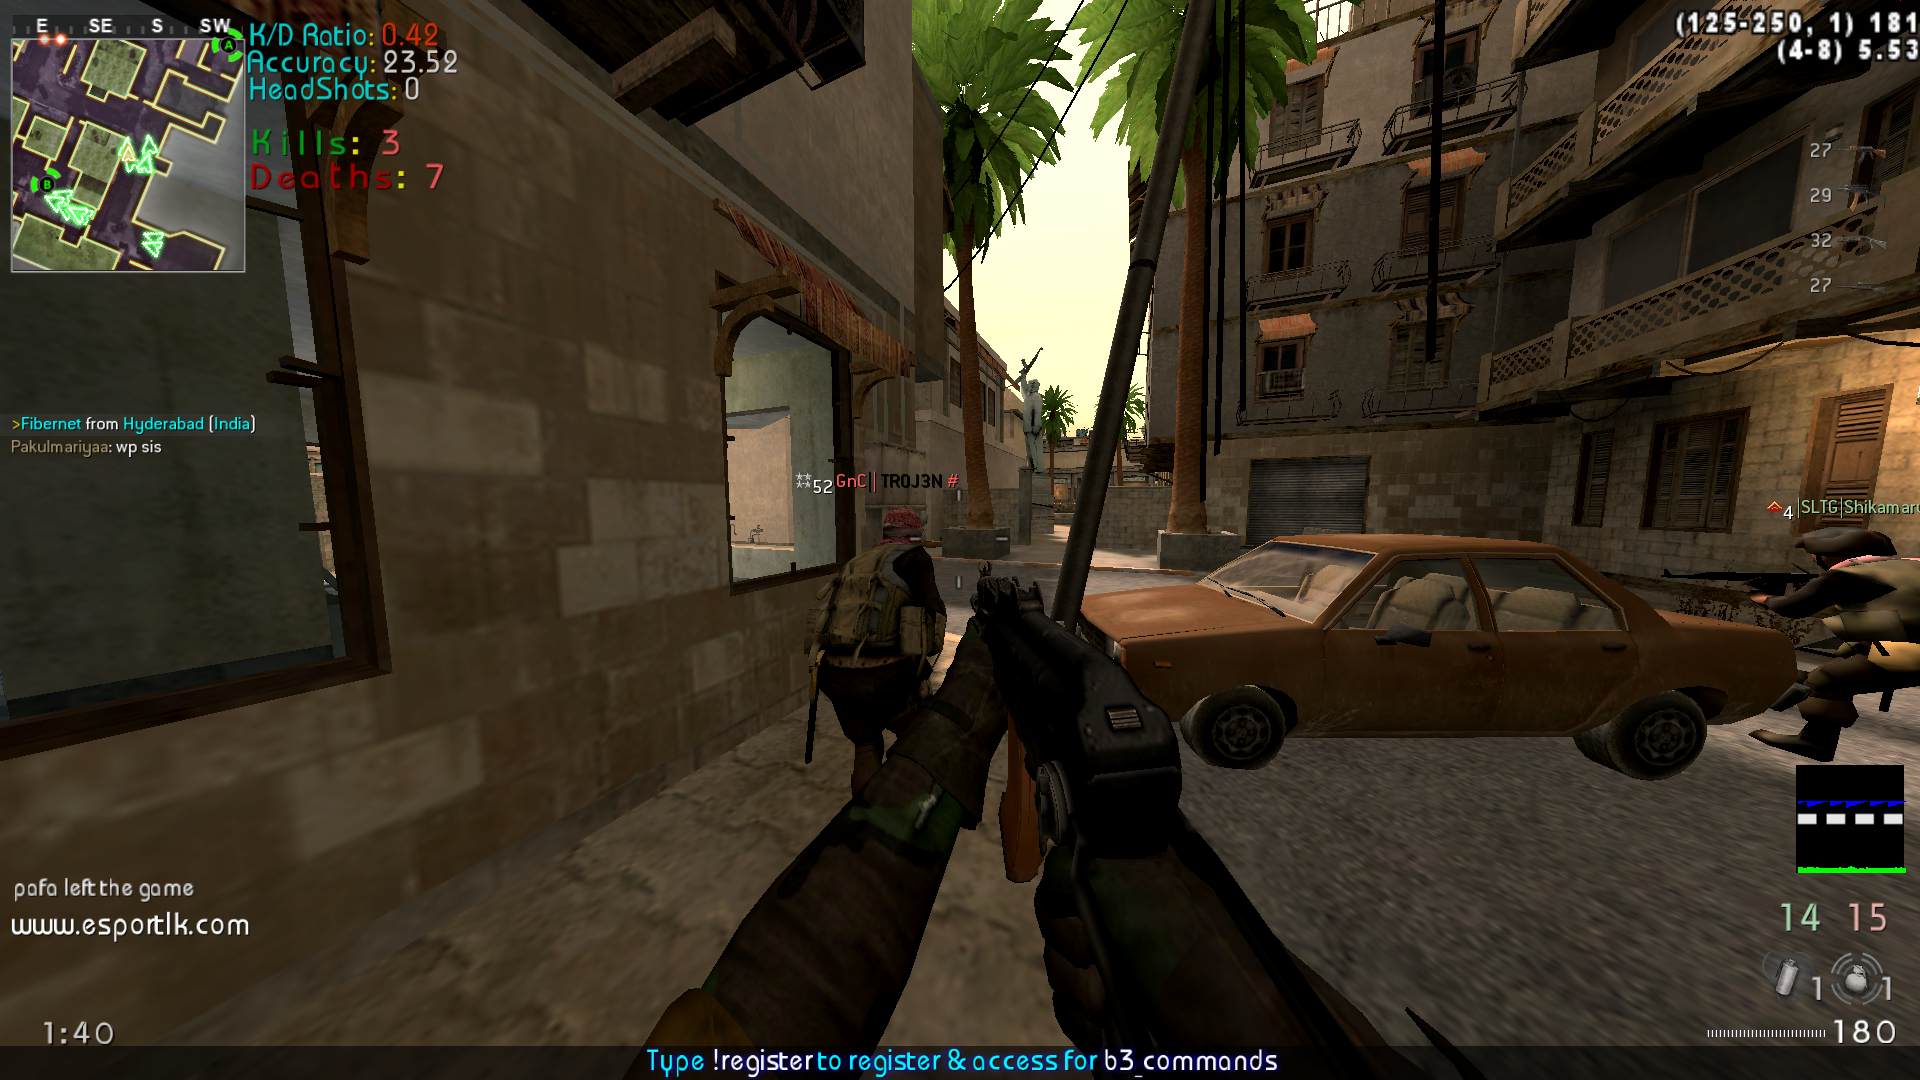 E SE S SW
A
B
K/D Ratio: 0.42
Accuracy: 23.52
HeadShots: 0
Kills: 3
Deaths: 7
(125-250, 1) 181
(4-8) 5.53
27
29
32
27
>Fibernet from Hyderabad (India)
Pakulmariyaa: wp sis
52 GnC|| TR0J3N #
4 |SLTG|Shikamaru
pafa left the game
www.esportlk.com
14 15
1 1
1:40
180
Type !register to register & access for b3_commands